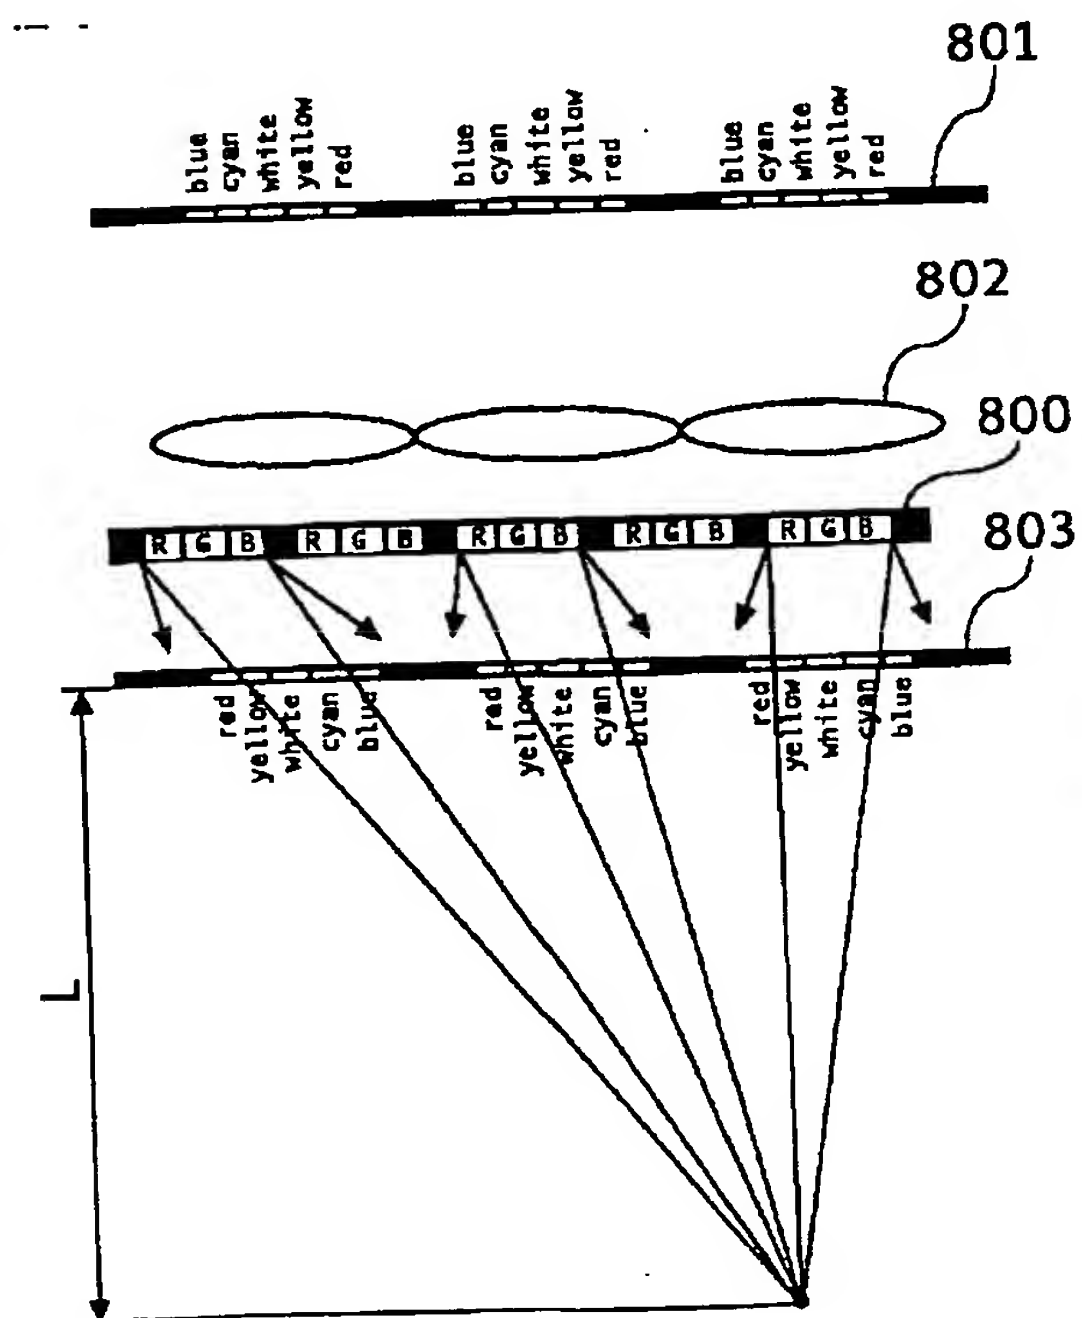 801
blue cyan white yellow red blue cyan white yellow red blue cyan white yellow red
802
800
R G B R G B R G B R G B R G B
803
red yellow white cyan blue red yellow white cyan blue red yellow white cyan blue
L